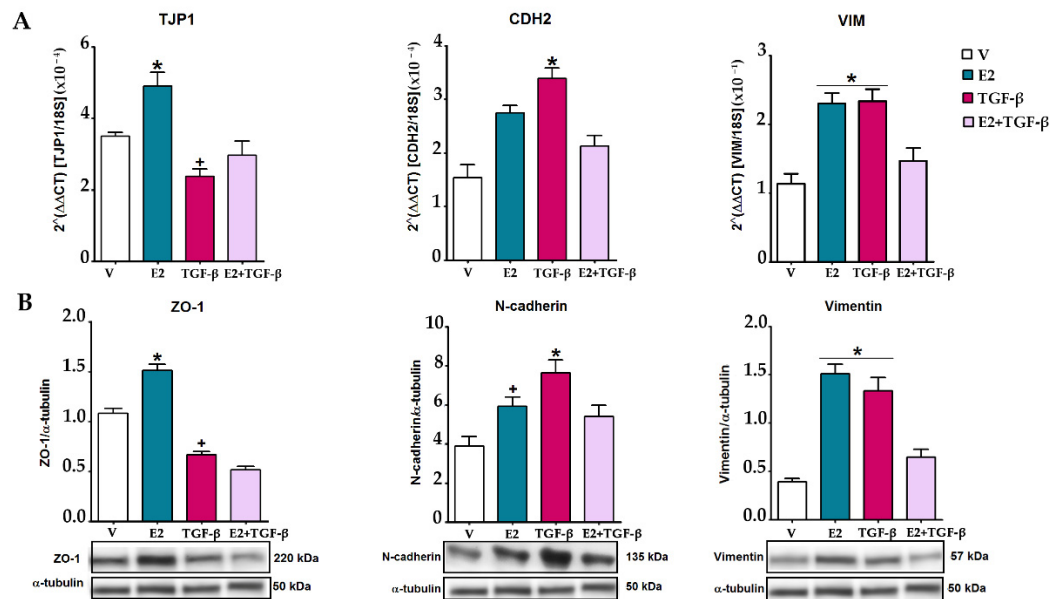 A
TJP1
CDH2
VIM
2^(ΔΔCT) [TJP1/18S] (x10⁻⁴)
6
4
2
0
*
+
V
E2
TGF-β
E2+TGF-β
2^(ΔΔCT) [CDH2/18S] (x10⁻⁴)
4
3
2
1
0
*
V
E2
TGF-β
E2+TGF-β
2^(ΔΔCT) [VIM/18S] (x10⁻¹)
3
2
1
0
*
V
E2
TGF-β
E2+TGF-β
V
E2
TGF-β
E2+TGF-β
B
ZO-1
N-cadherin
Vimentin
ZO-1/α-tubulin
2.0
1.5
1.0
0.5
0.0
*
+
V
E2
TGF-β
E2+TGF-β
N-cadherin/α-tubulin
10
8
6
4
2
0
+
*
V
E2
TGF-β
E2+TGF-β
Vimentin/α-tubulin
2.0
1.5
1.0
0.5
0.0
*
V
E2
TGF-β
E2+TGF-β
ZO-1
220 kDa
α-tubulin
50 kDa
N-cadherin
135 kDa
α-tubulin
50 kDa
Vimentin
57 kDa
α-tubulin
50 kDa